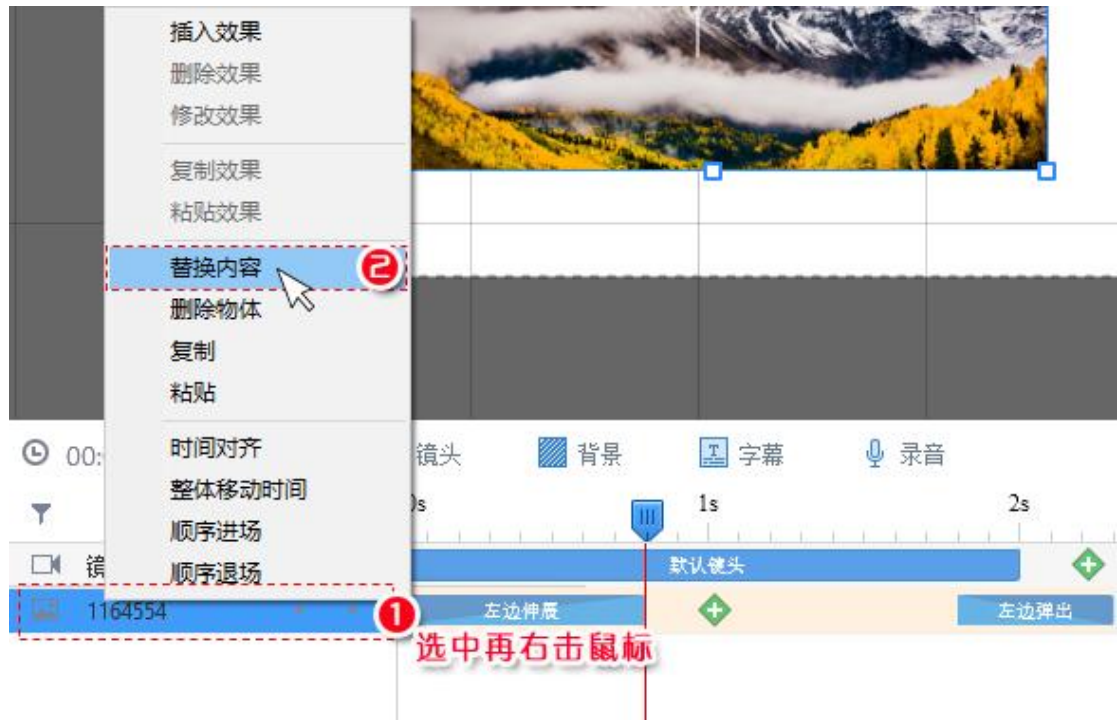 插入效果
删除效果
修改效果
复制效果
粘贴效果
替换内容 2
删除物体
复制
粘贴
时间对齐
整体移动时间
顺序进场
顺序退场
00: 镜头 背景 字幕 录音
0s 1s 2s
镜 默认镜头
1164554 1 左边伸展 左边弹出
选中再右击鼠标